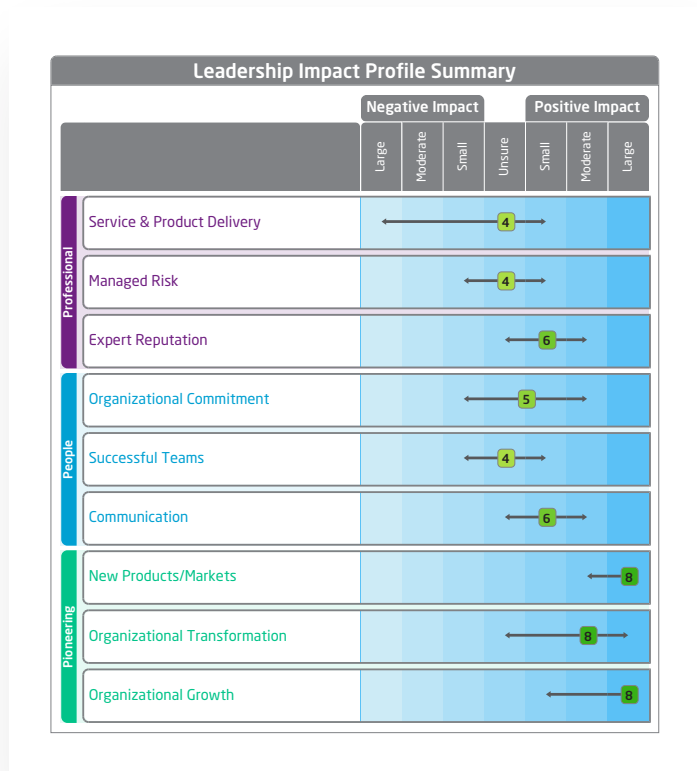 Leadership Impact Profile Summary
Negative Impact
Positive Impact
Large
Moderate
Small
Unsure
Small
Moderate
Large
Professional
Service & Product Delivery
4
Managed Risk
4
Expert Reputation
6
People
Organizational Commitment
5
Successful Teams
4
Communication
6
Pioneering
New Products/Markets
8
Organizational Transformation
8
Organizational Growth
8